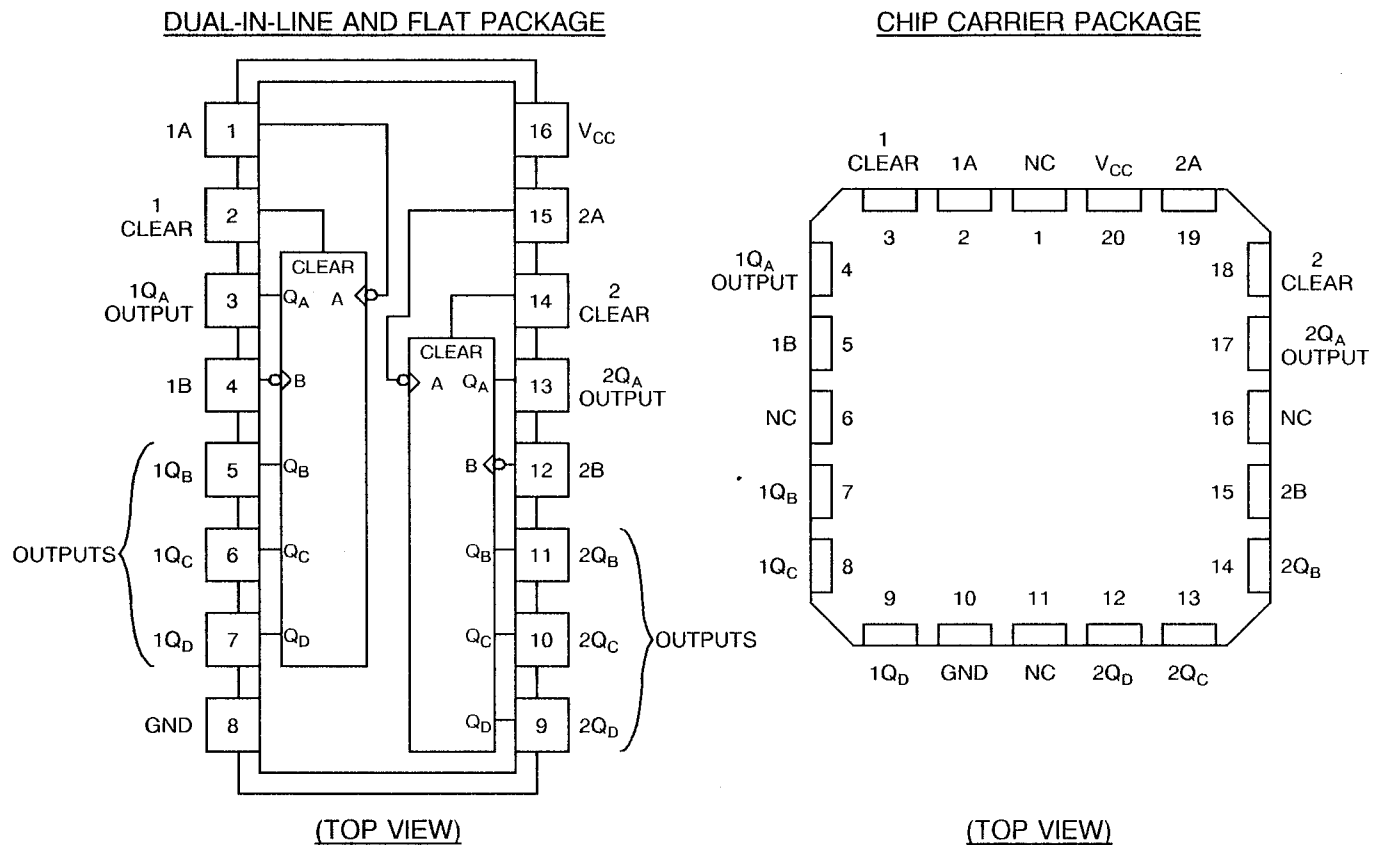 DUAL-IN-LINE AND FLAT PACKAGE
1A
1
16
VCC
1
CLEAR
2
15
2A
CLEAR
1QA
OUTPUT
3
QA
A
14
2
CLEAR
CLEAR
1B
4
B
A
QA
13
2QA
OUTPUT
1QB
5
QB
B
12
2B
OUTPUTS
1QC
6
QC
QB
11
2QB
1QD
7
QD
QC
10
2QC
OUTPUTS
GND
8
QD
9
2QD
(TOP VIEW)
CHIP CARRIER PACKAGE
1
CLEAR
1A
NC
VCC
2A
3
2
1
20
19
1QA
OUTPUT
4
18
2
CLEAR
1B
5
17
2QA
OUTPUT
NC
6
16
NC
1QB
7
15
2B
1QC
8
14
2QB
9
10
11
12
13
1QD
GND
NC
2QD
2QC
(TOP VIEW)